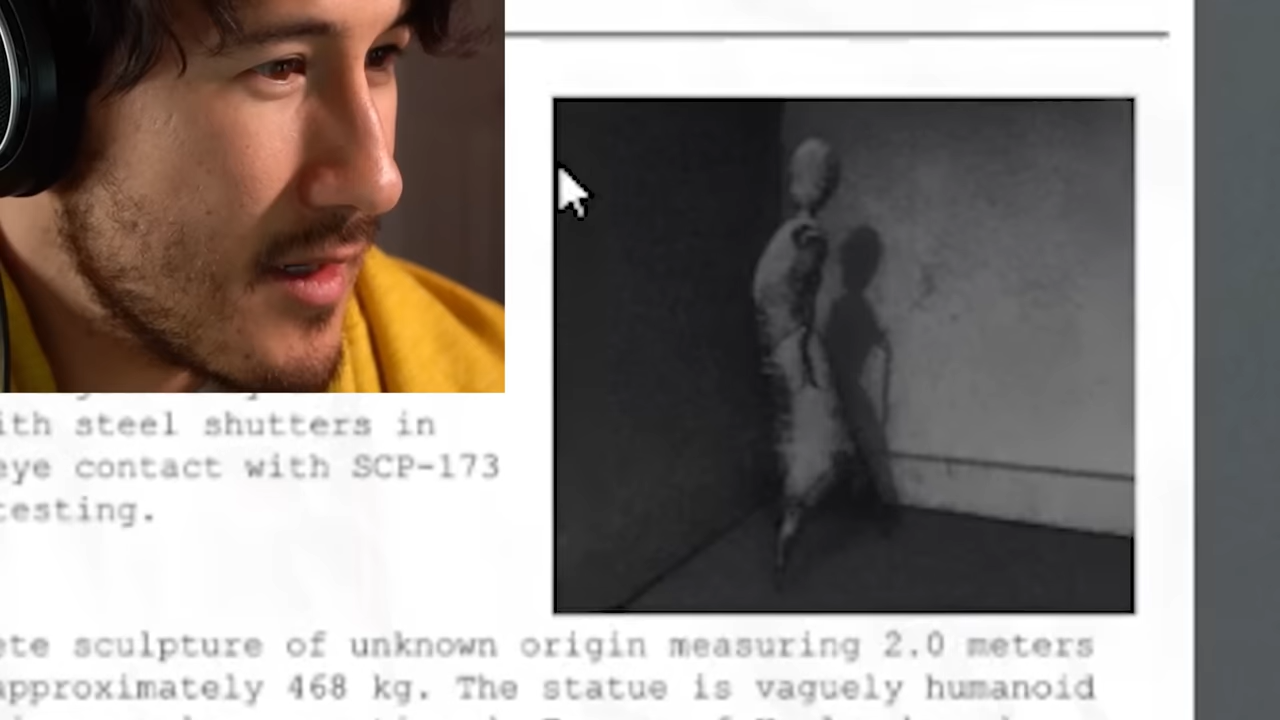 ith steel shutters in
eye contact with SCP-173
testing.
ete sculpture of unknown origin measuring 2.0 meters
approximately 468 kg. The statue is vaguely humanoid